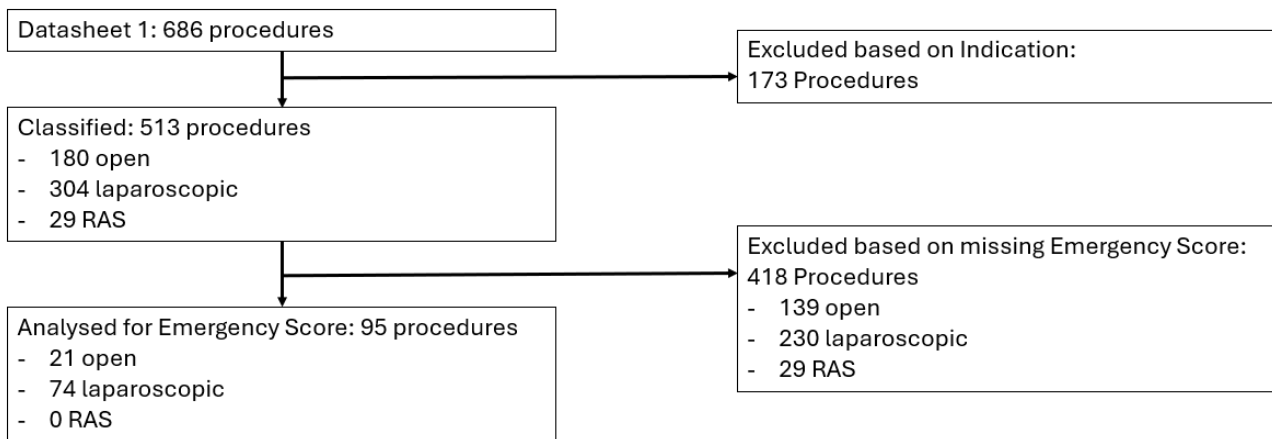 Datasheet 1: 686 procedures
Excluded based on Indication:
173 Procedures
Classified: 513 procedures
- 180 open
- 304 laparoscopic
- 29 RAS
Excluded based on missing Emergency Score:
418 Procedures
- 139 open
- 230 laparoscopic
- 29 RAS
Analysed for Emergency Score: 95 procedures
- 21 open
- 74 laparoscopic
- 0 RAS